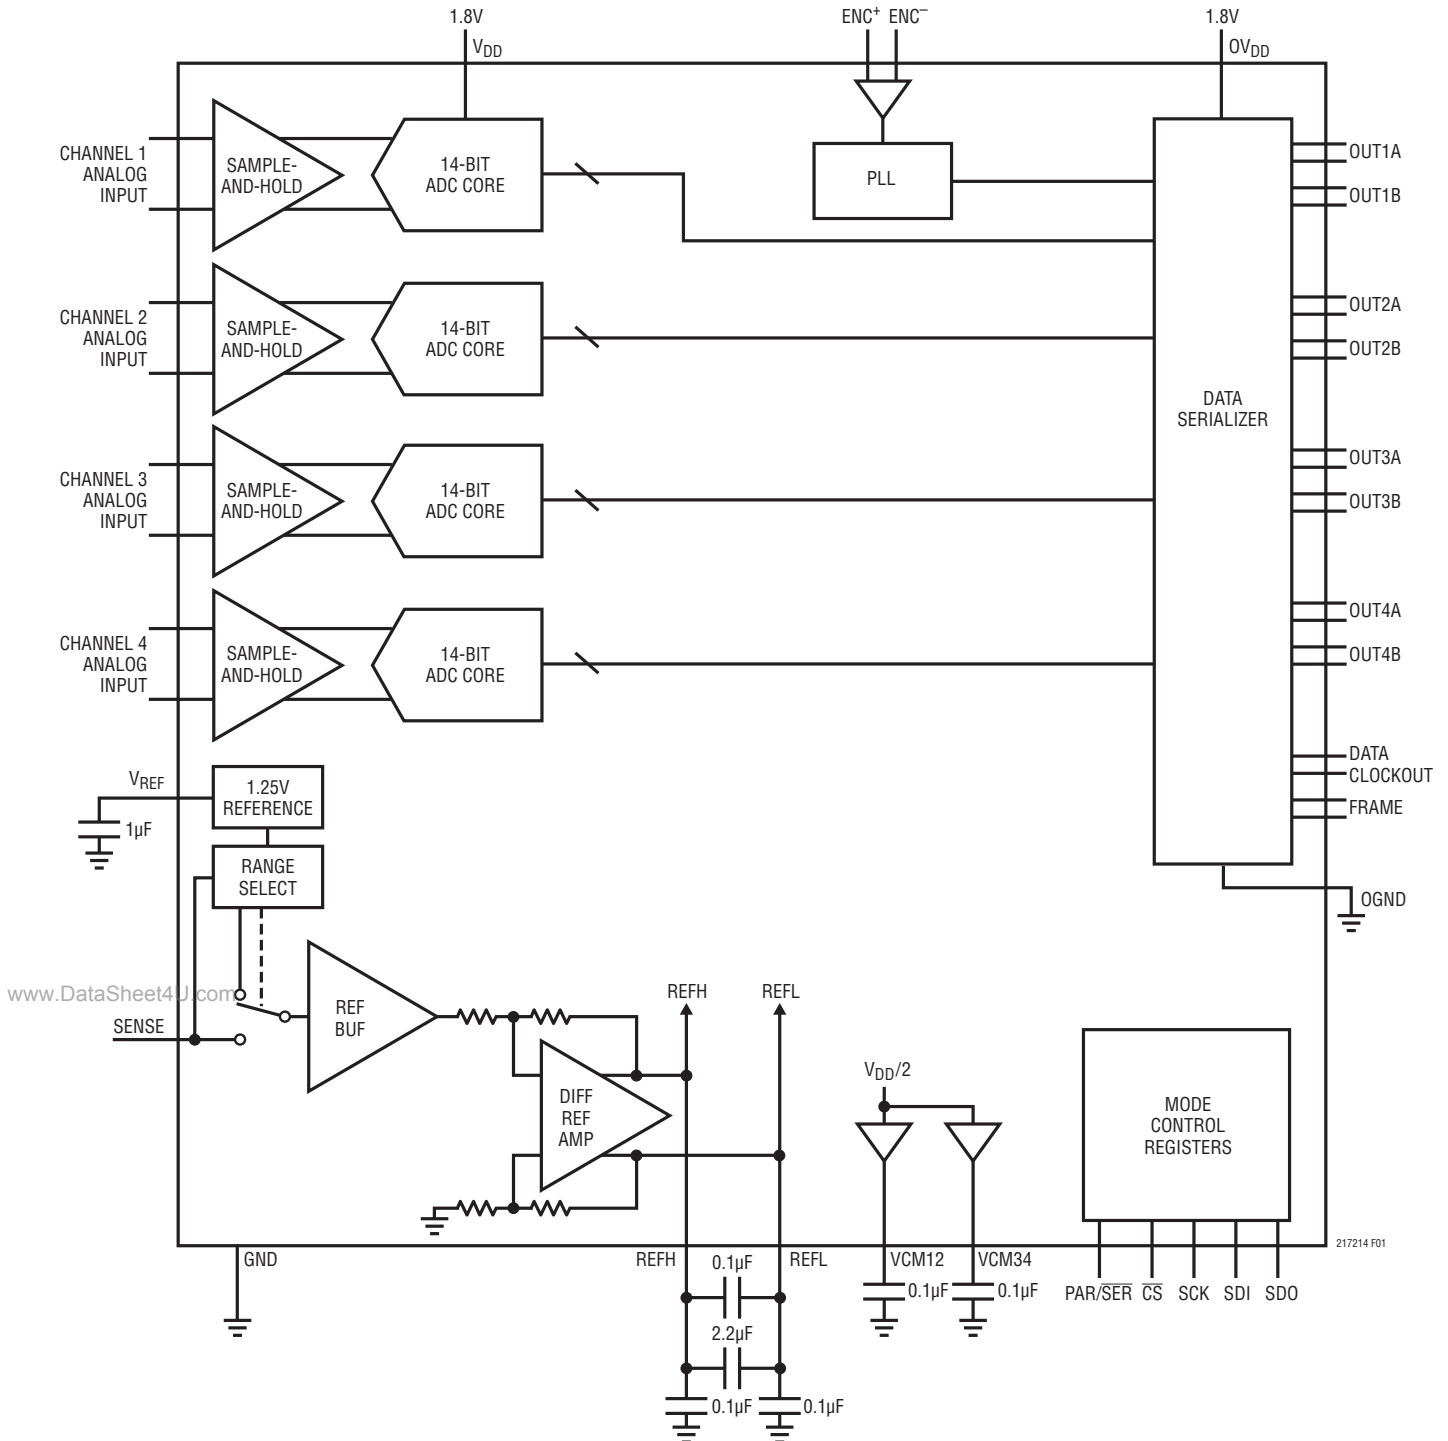 1.8V
ENC+ ENC–
1.8V
VDD
OVDD
CHANNEL 1
ANALOG
INPUT
SAMPLE-
AND-HOLD
14-BIT
ADC CORE
PLL
OUT1A
OUT1B
CHANNEL 2
ANALOG
INPUT
SAMPLE-
AND-HOLD
14-BIT
ADC CORE
OUT2A
OUT2B
DATA
SERIALIZER
CHANNEL 3
ANALOG
INPUT
SAMPLE-
AND-HOLD
14-BIT
ADC CORE
OUT3A
OUT3B
CHANNEL 4
ANALOG
INPUT
SAMPLE-
AND-HOLD
14-BIT
ADC CORE
OUT4A
OUT4B
DATA
CLOCKOUT
FRAME
OGND
VREF
1µF
1.25V
REFERENCE
RANGE
SELECT
www.DataSheet4U.com
SENSE
REF
BUF
REFH
REFL
DIFF
REF
AMP
VDD/2
MODE
CONTROL
REGISTERS
217214 F01
GND
REFH
REFL
VCM12
VCM34
0.1µF
0.1µF
0.1µF
PAR/SER CS SCK SDI SDO
2.2µF
0.1µF
0.1µF